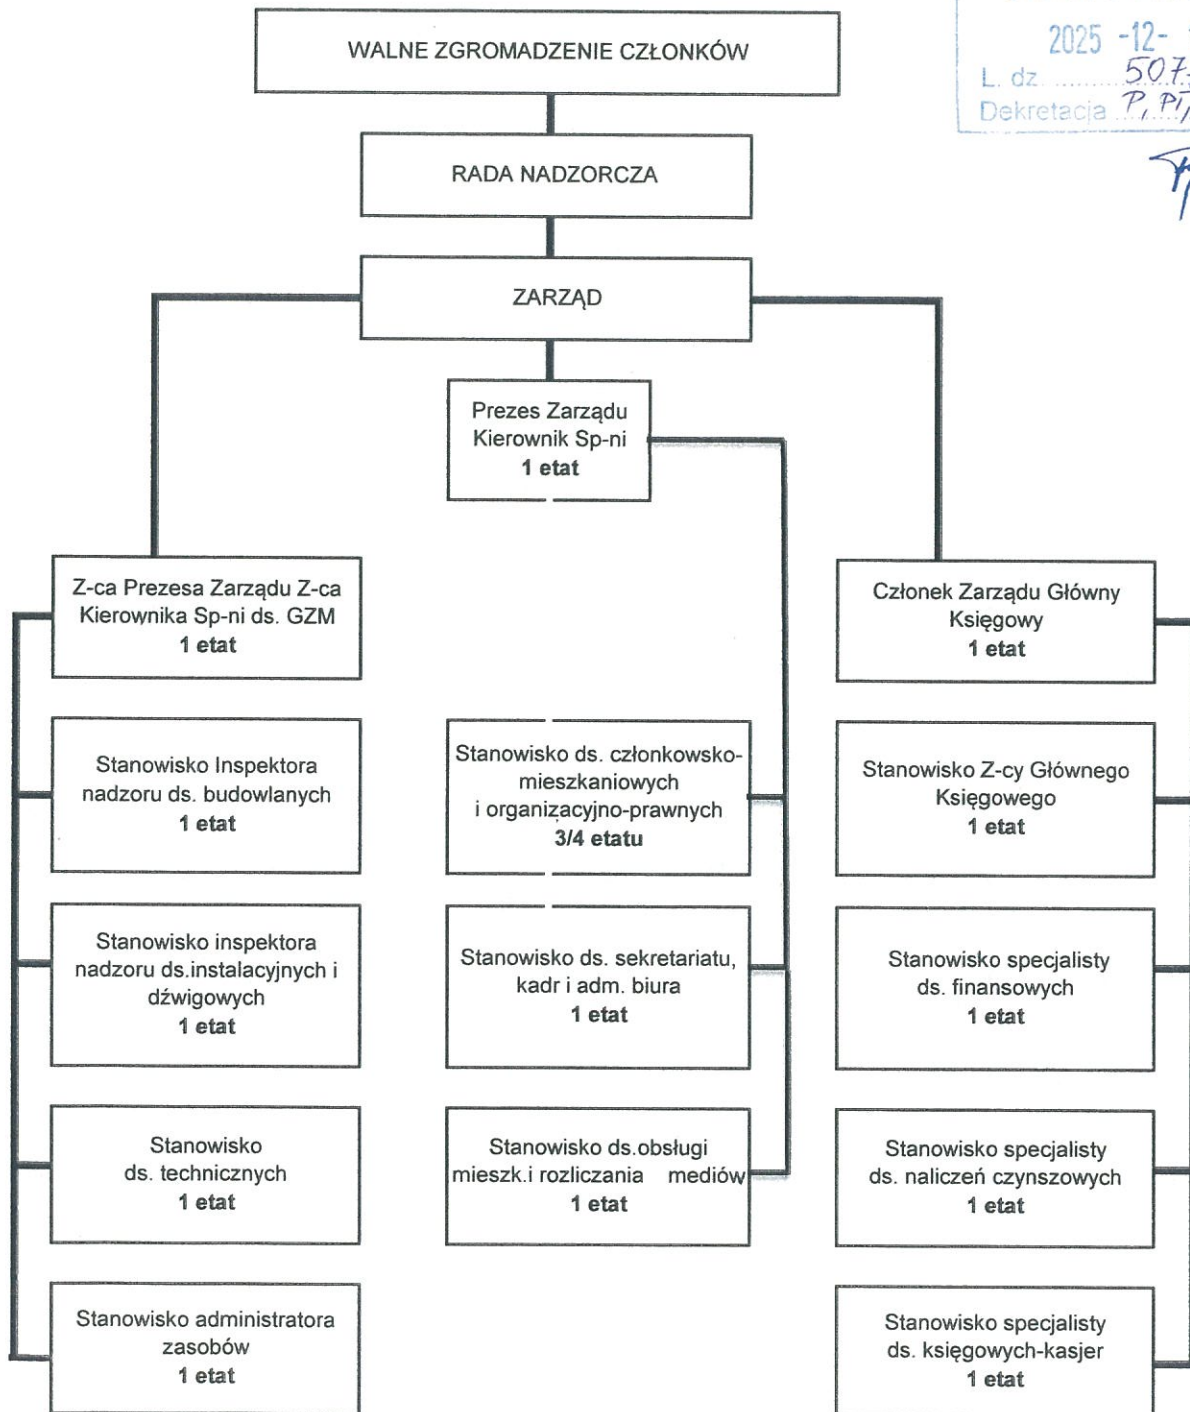 WALNE ZGROMADZENIE CZŁONKÓW
2025 -12-
L. dz. 507
Dekretacja
RADA NADZORCZA
ZARZĄD
Prezes Zarządu
Kierownik Sp-ni
1 etat
Z-ca Prezesa Zarządu Z-ca
Kierownika Sp-ni ds. GZM
1 etat
Członek Zarządu Główny
Księgowy
1 etat
Stanowisko Inspektora
nadzoru ds. budowlanych
1 etat
Stanowisko ds. członkowsko-
mieszkaniowych
i organizacyjno-prawnych
3/4 etatu
Stanowisko Z-cy Głównego
Księgowego
1 etat
Stanowisko inspektora
nadzoru ds.instalacyjnych i
dźwigowych
1 etat
Stanowisko ds. sekretariatu,
kadr i adm. biura
1 etat
Stanowisko specjalisty
ds. finansowych
1 etat
Stanowisko
ds. technicznych
1 etat
Stanowisko ds.obsługi
mieszk.i rozliczania mediów
1 etat
Stanowisko specjalisty
ds. naliczeń czynszowych
1 etat
Stanowisko administratora
zasobów
1 etat
Stanowisko specjalisty
ds. księgowych-kasjer
1 etat